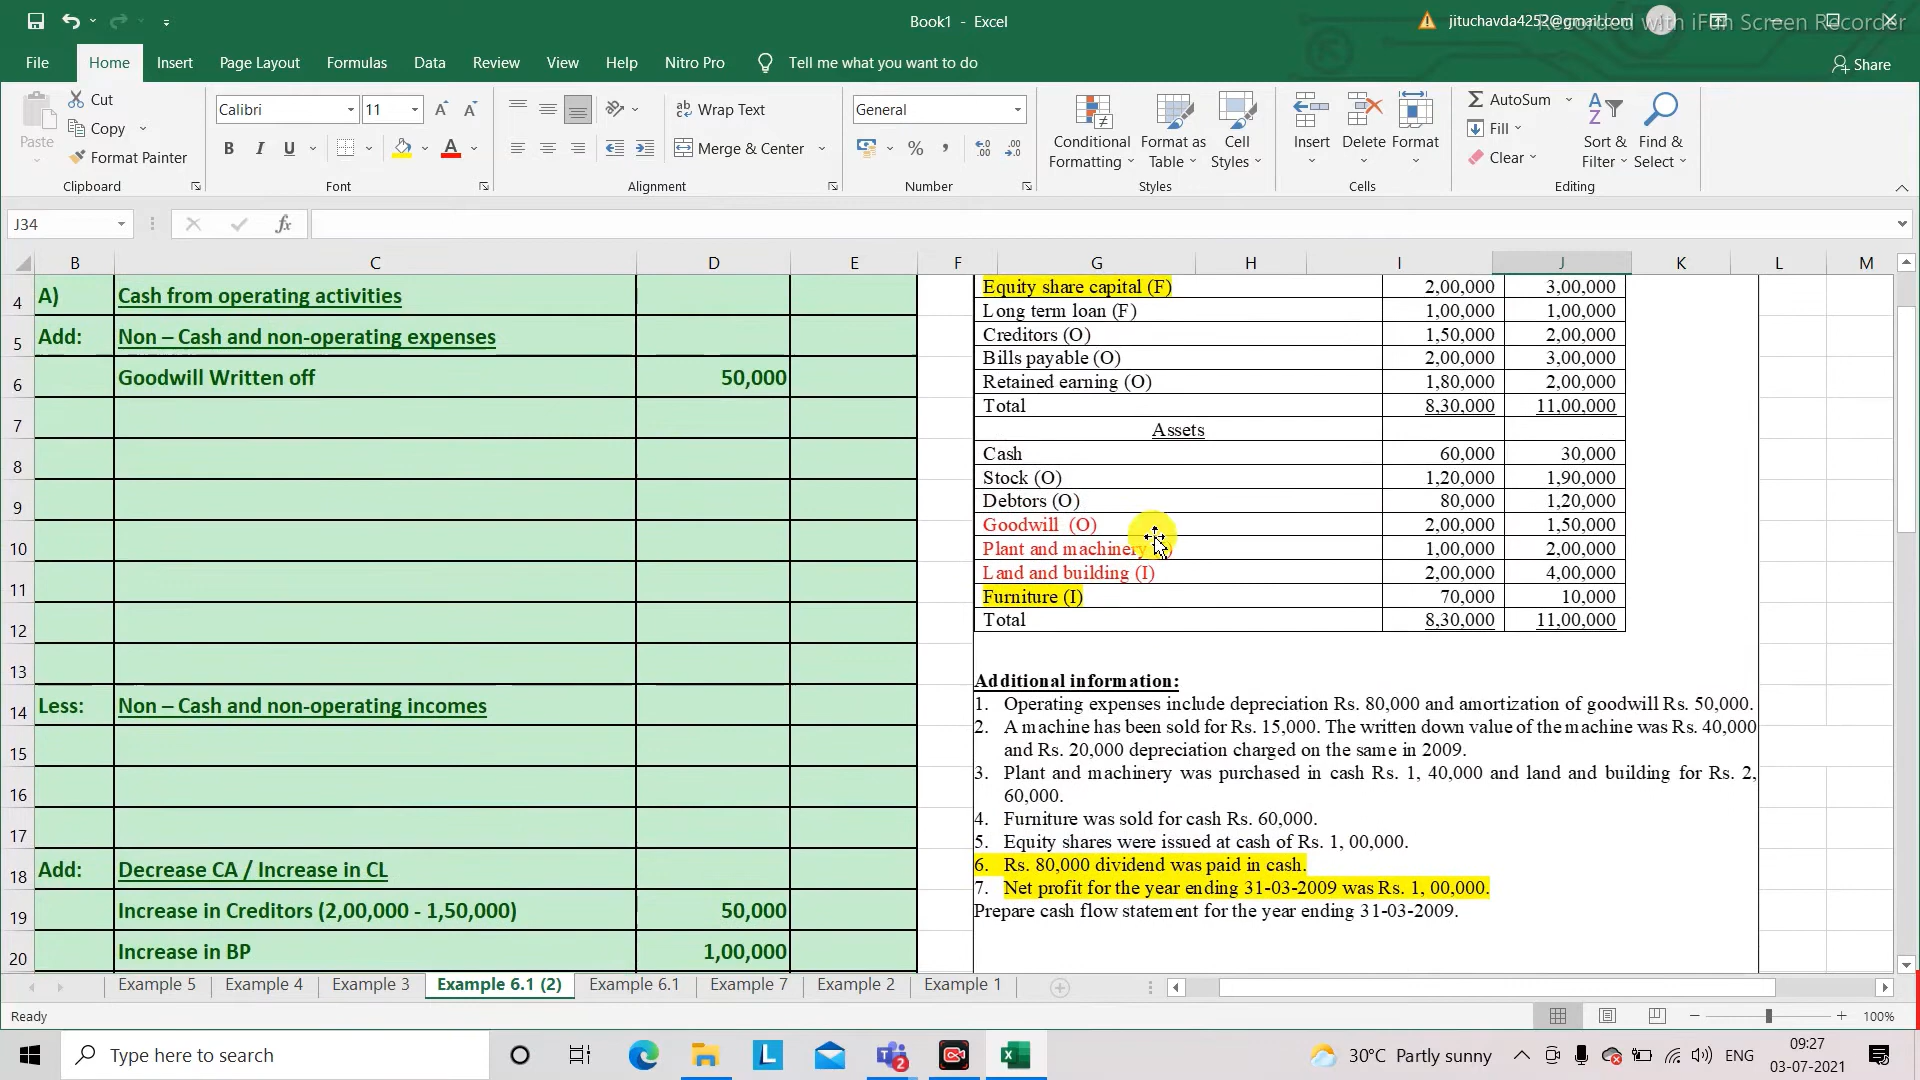 Book1 - Excel
jituchavda4252@gmail.com
Recorded with iFun Screen Recorder
File Home Insert Page Layout Formulas Data Review View Help Nitro Pro Tell me what you want to do Share
Paste
Cut
Copy
Format Painter
Clipboard
Calibri 11
B I U
Font
Wrap Text
Merge & Center
Alignment
General
Number
Conditional Formatting
Format as Table
Cell Styles
Styles
Insert Delete Format
Cells
AutoSum
Fill
Clear
Sort & Filter
Find & Select
Editing
J34 fx
B C D E F G H I J K L M
4 A) Cash from operating activities
5 Add: Non – Cash and non-operating expenses
6 Goodwill Written off 50,000
7
8
9
10
11
12
13
14 Less: Non – Cash and non-operating incomes
15
16
17
18 Add: Decrease CA / Increase in CL
19 Increase in Creditors (2,00,000 - 1,50,000) 50,000
20 Increase in BP 1,00,000
Equity share capital (F) 2,00,000 3,00,000
Long term loan (F) 1,00,000 1,00,000
Creditors (O) 1,50,000 2,00,000
Bills payable (O) 2,00,000 3,00,000
Retained earning (O) 1,80,000 2,00,000
Total 8,30,000 11,00,000
Assets
Cash 60,000 30,000
Stock (O) 1,20,000 1,90,000
Debtors (O) 80,000 1,20,000
Goodwill (O) 2,00,000 1,50,000
Plant and machinery 1,00,000 2,00,000
Land and building (I) 2,00,000 4,00,000
Furniture (I) 70,000 10,000
Total 8,30,000 11,00,000
Additional information:
1. Operating expenses include depreciation Rs. 80,000 and amortization of goodwill Rs. 50,000.
2. A machine has been sold for Rs. 15,000. The written down value of the machine was Rs. 40,000
and Rs. 20,000 depreciation charged on the same in 2009.
3. Plant and machinery was purchased in cash Rs. 1, 40,000 and land and building for Rs. 2,
60,000.
4. Furniture was sold for cash Rs. 60,000.
5. Equity shares were issued at cash of Rs. 1, 00,000.
6. Rs. 80,000 dividend was paid in cash.
7. Net profit for the year ending 31-03-2009 was Rs. 1, 00,000.
Prepare cash flow statement for the year ending 31-03-2009.
Example 5 Example 4 Example 3 Example 6.1 (2) Example 6.1 Example 7 Example 2 Example 1
Ready 100%
Type here to search
30°C Partly sunny
ENG
09:27
03-07-2021